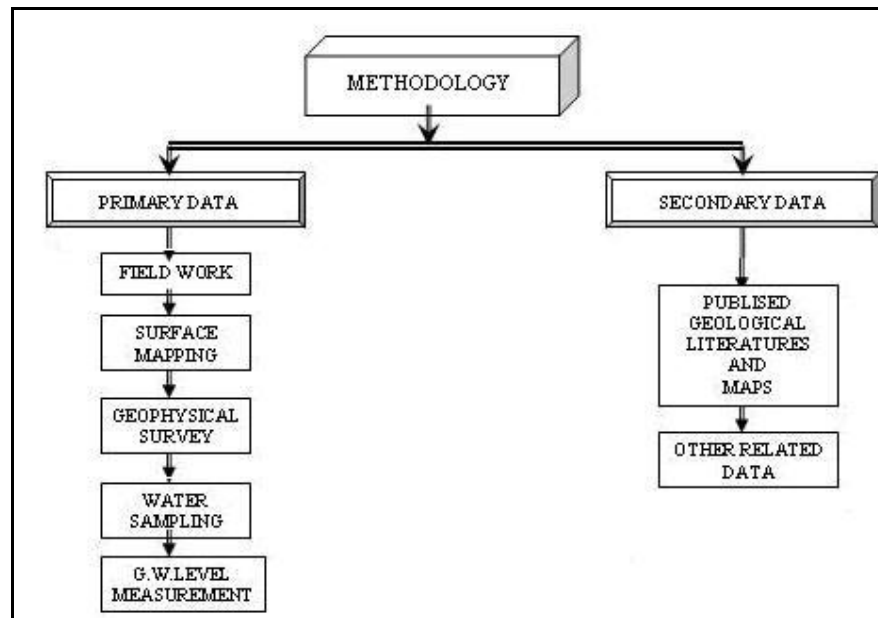 METHODOLOGY
PRIMARY DATA
FIELD WORK
SURFACE
MAPPING
GEOPHYSICAL
SURVEY
WATER
SAMPLING
G.W.LEVEL
MEASUREMENT
SECONDARY DATA
PUBLISED
GEOLOGICAL
LITERATURES
AND
MAPS
OTHER RELATED
DATA